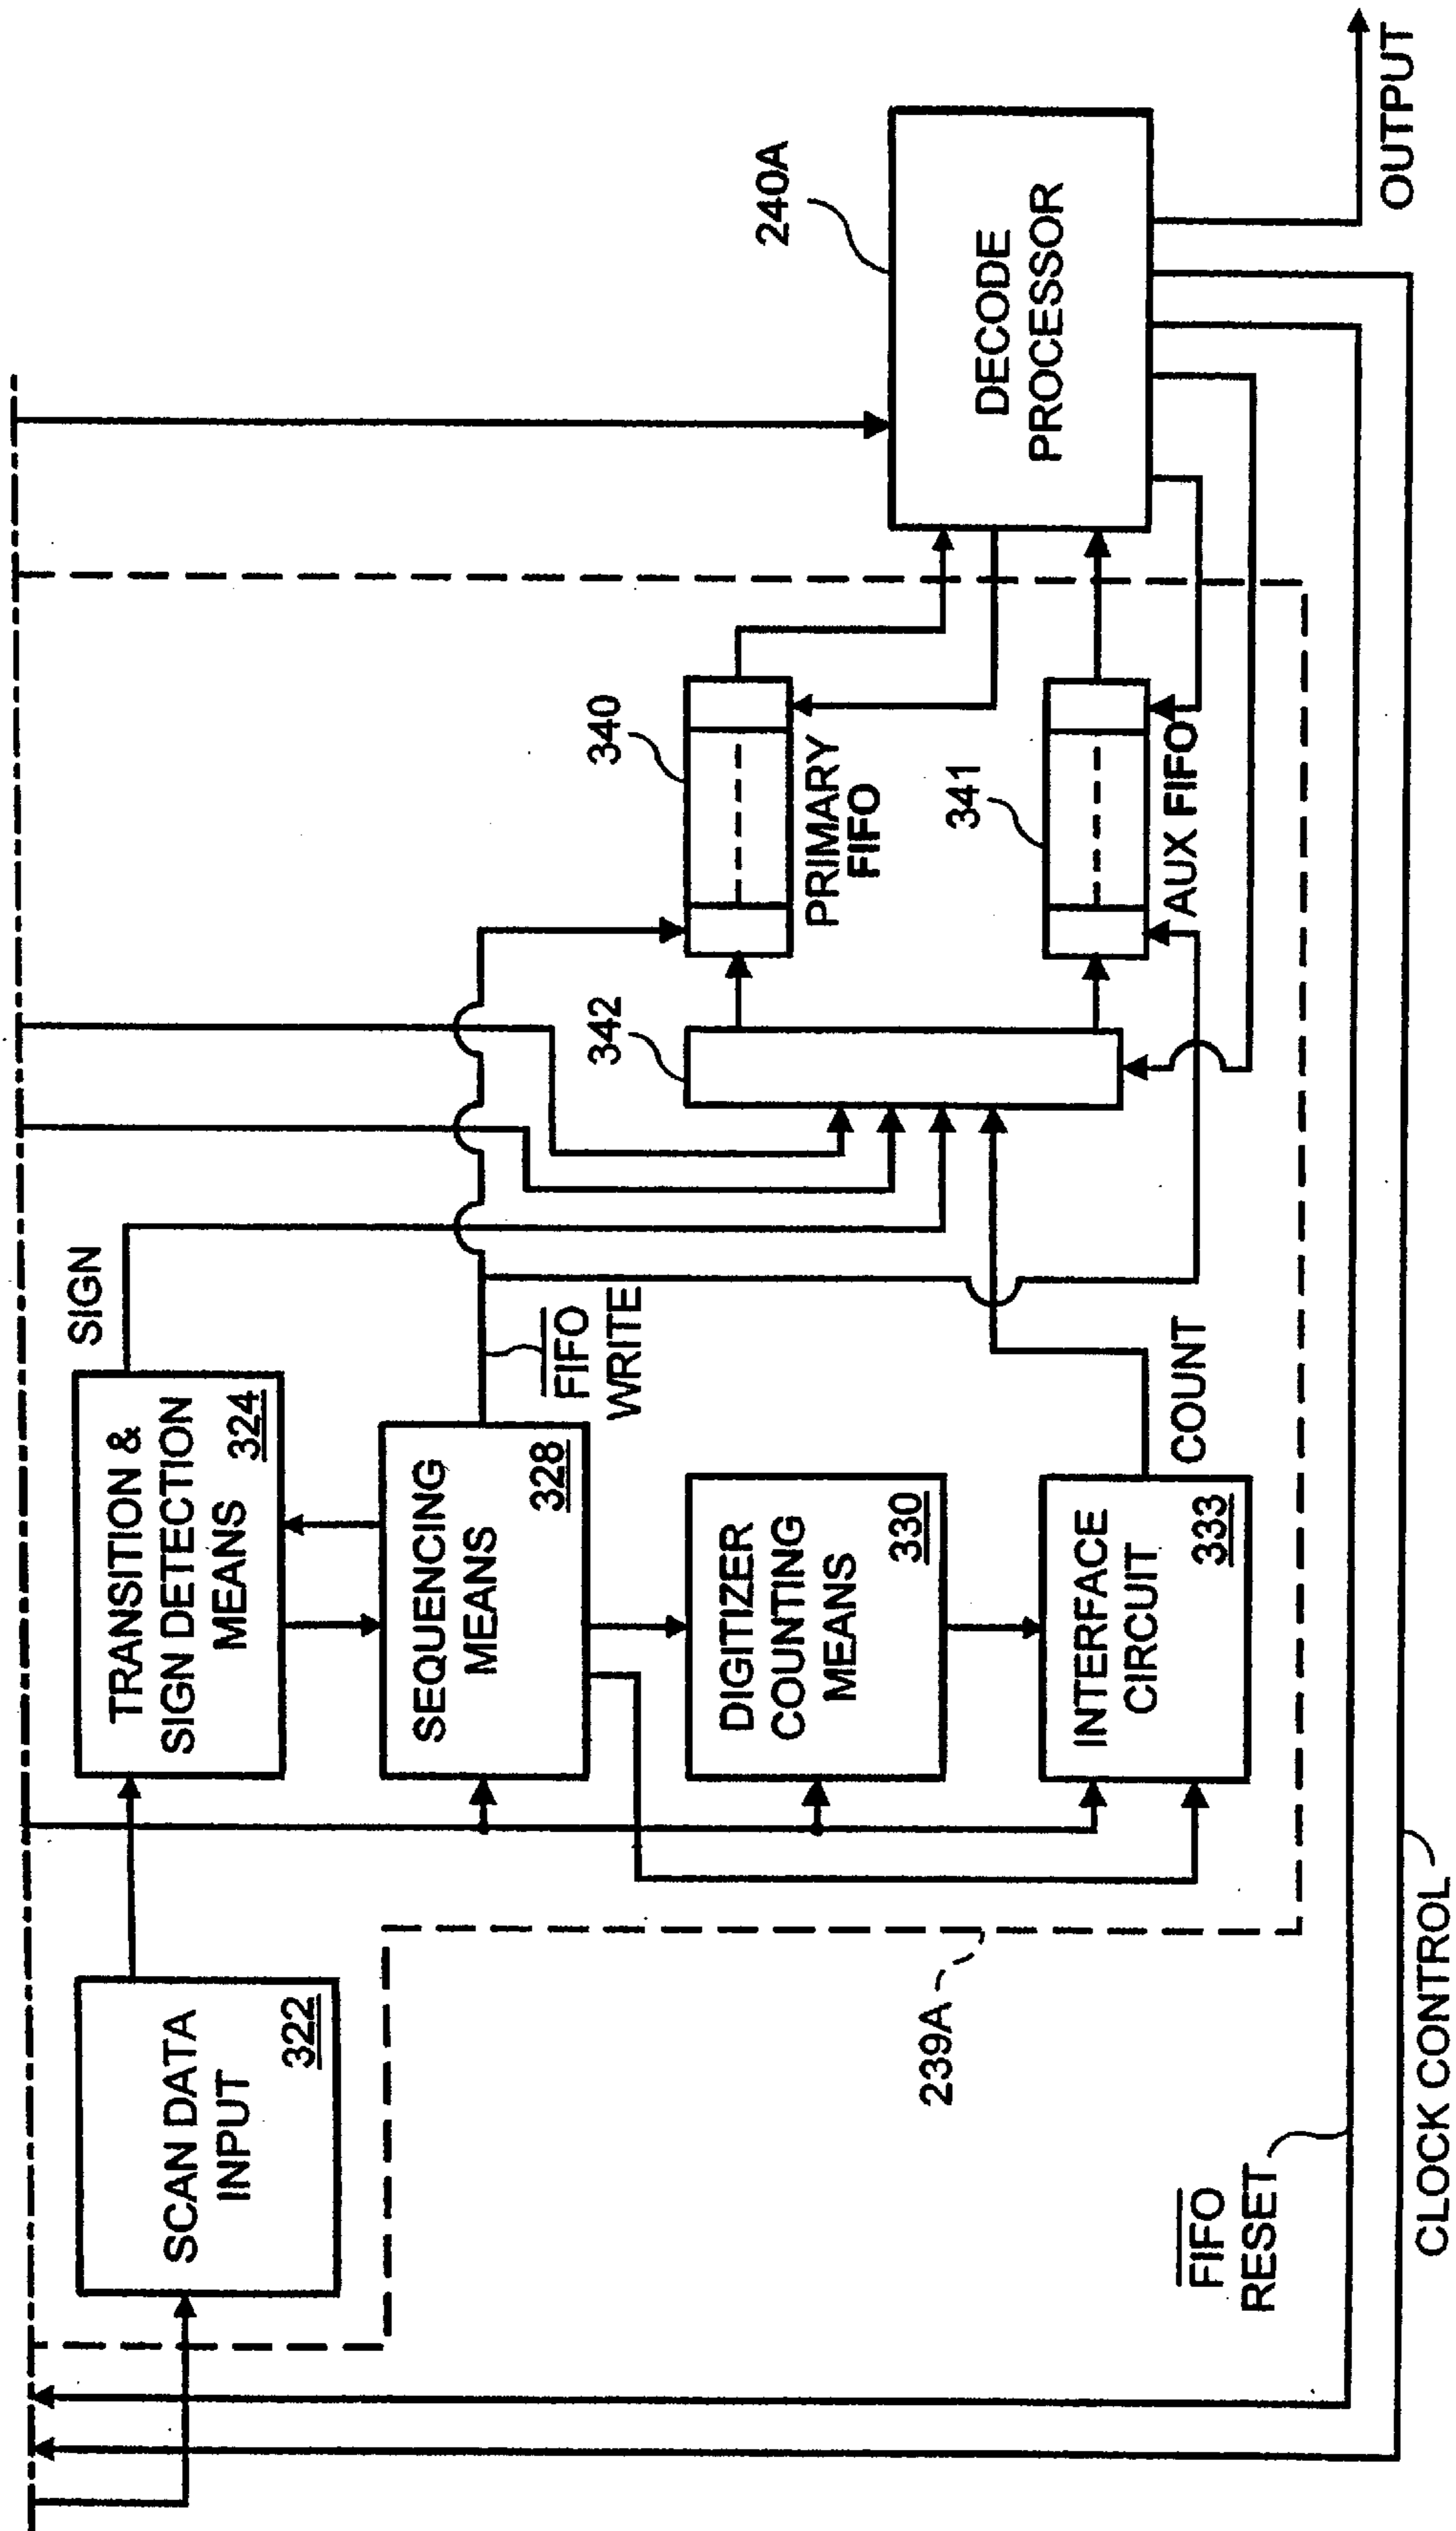 SCAN DATA
INPUT
322
TRANSITION &
SIGN DETECTION
MEANS
324
SIGN
SEQUENCING
MEANS
328
FIFO
WRITE
DIGITIZER
COUNTING
MEANS
330
INTERFACE
CIRCUIT
333
COUNT
342
340
PRIMARY
FIFO
341
AUX FIFO
240A
DECODE
PROCESSOR
OUTPUT
239A
FIFO
RESET
CLOCK CONTROL